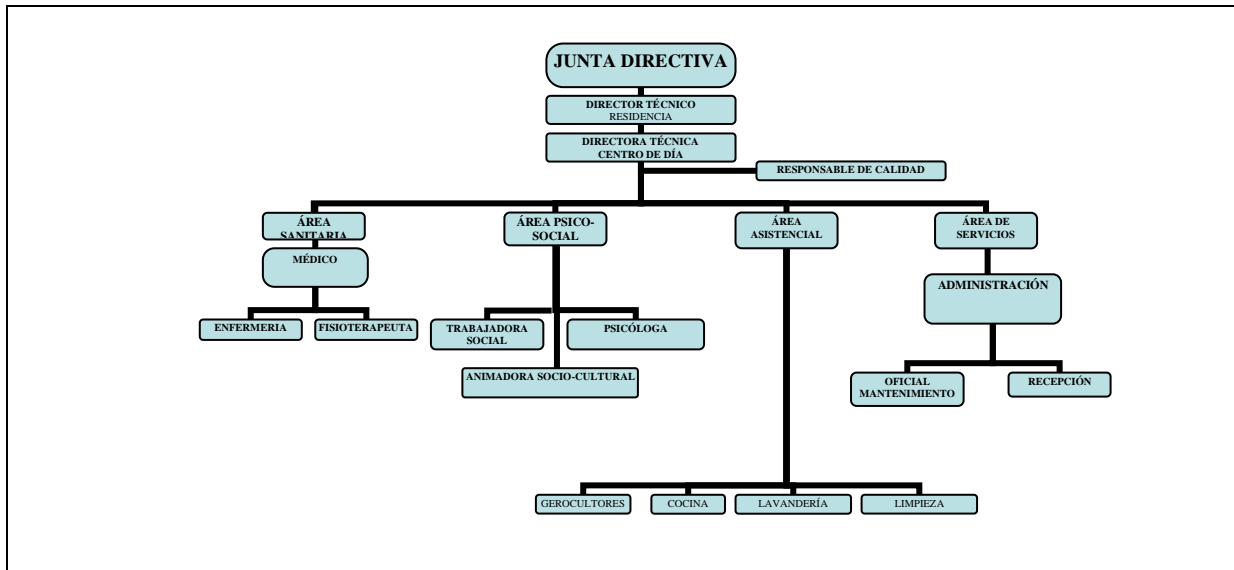 JUNTA DIRECTIVA
DIRECTOR TÉCNICO
RESIDENCIA
DIRECTORA TÉCNICA
CENTRO DE DÍA
RESPONSABLE DE CALIDAD
ÁREA
SANITARIA
ÁREA PSICO-
SOCIAL
ÁREA
ASISTENCIAL
ÁREA DE
SERVICIOS
MÉDICO
ADMINISTRACIÓN
ENFERMERIA
FISIOTERAPEUTA
TRABAJADORA
SOCIAL
PSICÓLOGA
ANIMADORA SOCIO-CULTURAL
OFICIAL
MANTENIMIENTO
RECEPCIÓN
GEROCULTORES
COCINA
LAVANDERÍA
LIMPIEZA